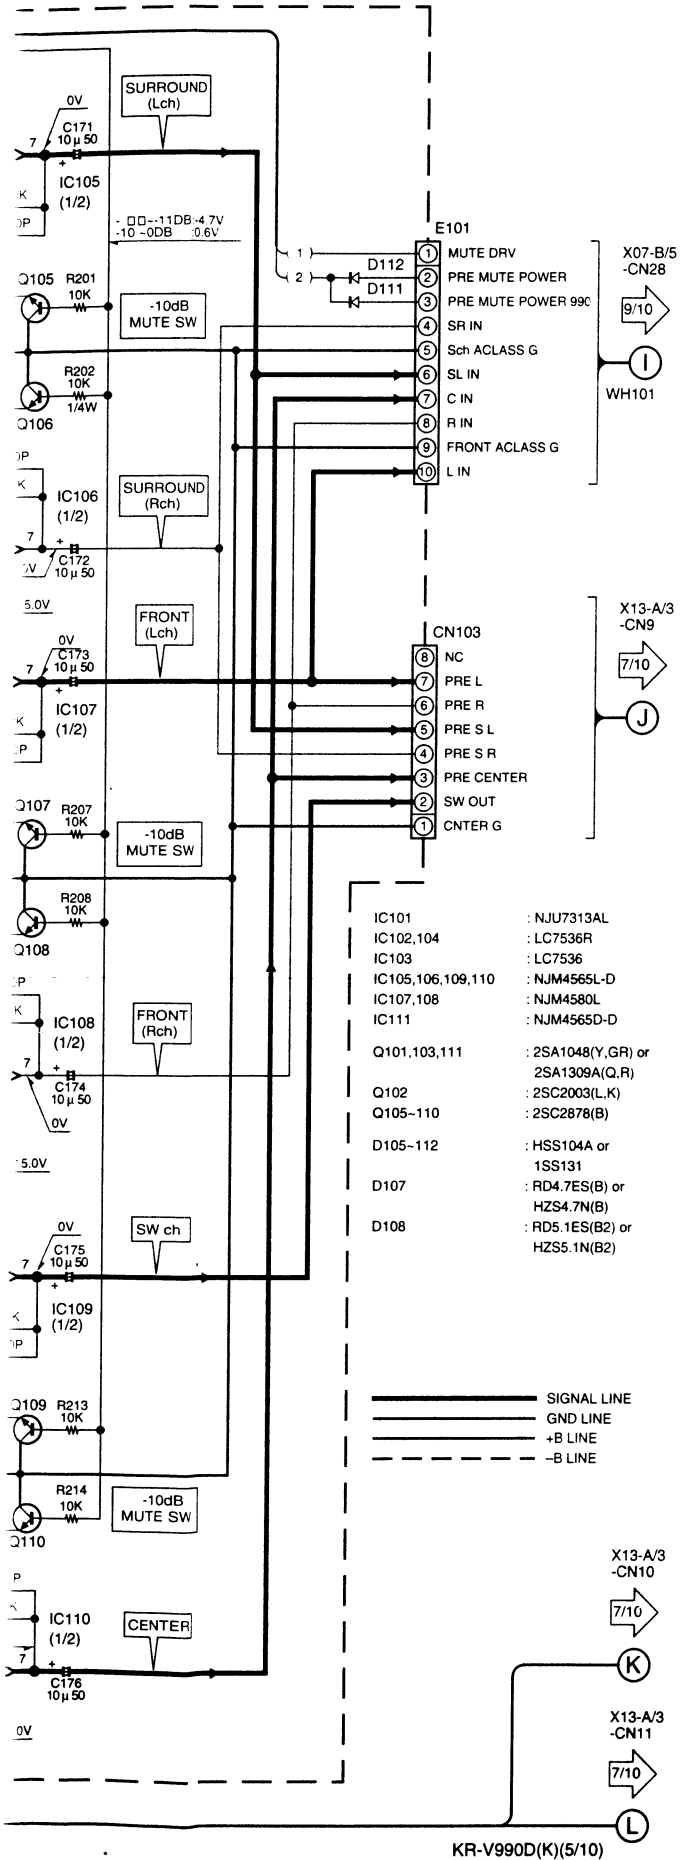 0V
SURROUND
(Lch)
7
C171
10μ50
+
IC105
(1/2)
K
OP
- □□~-11DB:-4.7V
-10 ~0DB :0.6V
E101
1
1 MUTE DRV
2
D112
2 PRE MUTE POWER
D111
3 PRE MUTE POWER 990
4 SR IN
5 Sch ACLASS G
6 SL IN
7 C IN
8 R IN
9 FRONT ACLASS G
10 L IN
X07-B/5
-CN28
9/10
I
WH101
Q105
R201
10K
-10dB
MUTE SW
R202
10K
1/4W
Q106
OP
K
IC106
(1/2)
SURROUND
(Rch)
7
+
C172
10μ50
0V
5.0V
FRONT
(Lch)
0V
7
C173
10μ50
+
IC107
(1/2)
K
OP
CN103
8 NC
7 PRE L
6 PRE R
5 PRE S L
4 PRE S R
3 PRE CENTER
2 SW OUT
1 CNTER G
X13-A/3
-CN9
7/10
J
Q107
R207
10K
-10dB
MUTE SW
R208
10K
Q108
OP
K
IC108
(1/2)
FRONT
(Rch)
7
+
C174
10μ50
0V
5.0V
IC101 : NJU7313AL
IC102,104 : LC7536R
IC103 : LC7536
IC105,106,109,110 : NJM4565L-D
IC107,108 : NJM4580L
IC111 : NJM4565D-D
Q101,103,111 : 2SA1048(Y,GR) or
2SA1309A(Q,R)
Q102 : 2SC2003(L,K)
Q105~110 : 2SC2878(B)
D105~112 : HSS104A or
1SS131
D107 : RD4.7ES(B) or
HZS4.7N(B)
D108 : RD5.1ES(B2) or
HZS5.1N(B2)
0V
SW ch
7
C175
10μ50
+
IC109
(1/2)
K
OP
Q109
R213
10K
R214
10K
-10dB
MUTE SW
Q110
SIGNAL LINE
GND LINE
+B LINE
-B LINE
P
K
IC110
(1/2)
CENTER
7
+
C176
10μ50
0V
X13-A/3
-CN10
7/10
K
X13-A/3
-CN11
7/10
L
KR-V990D(K)(5/10)